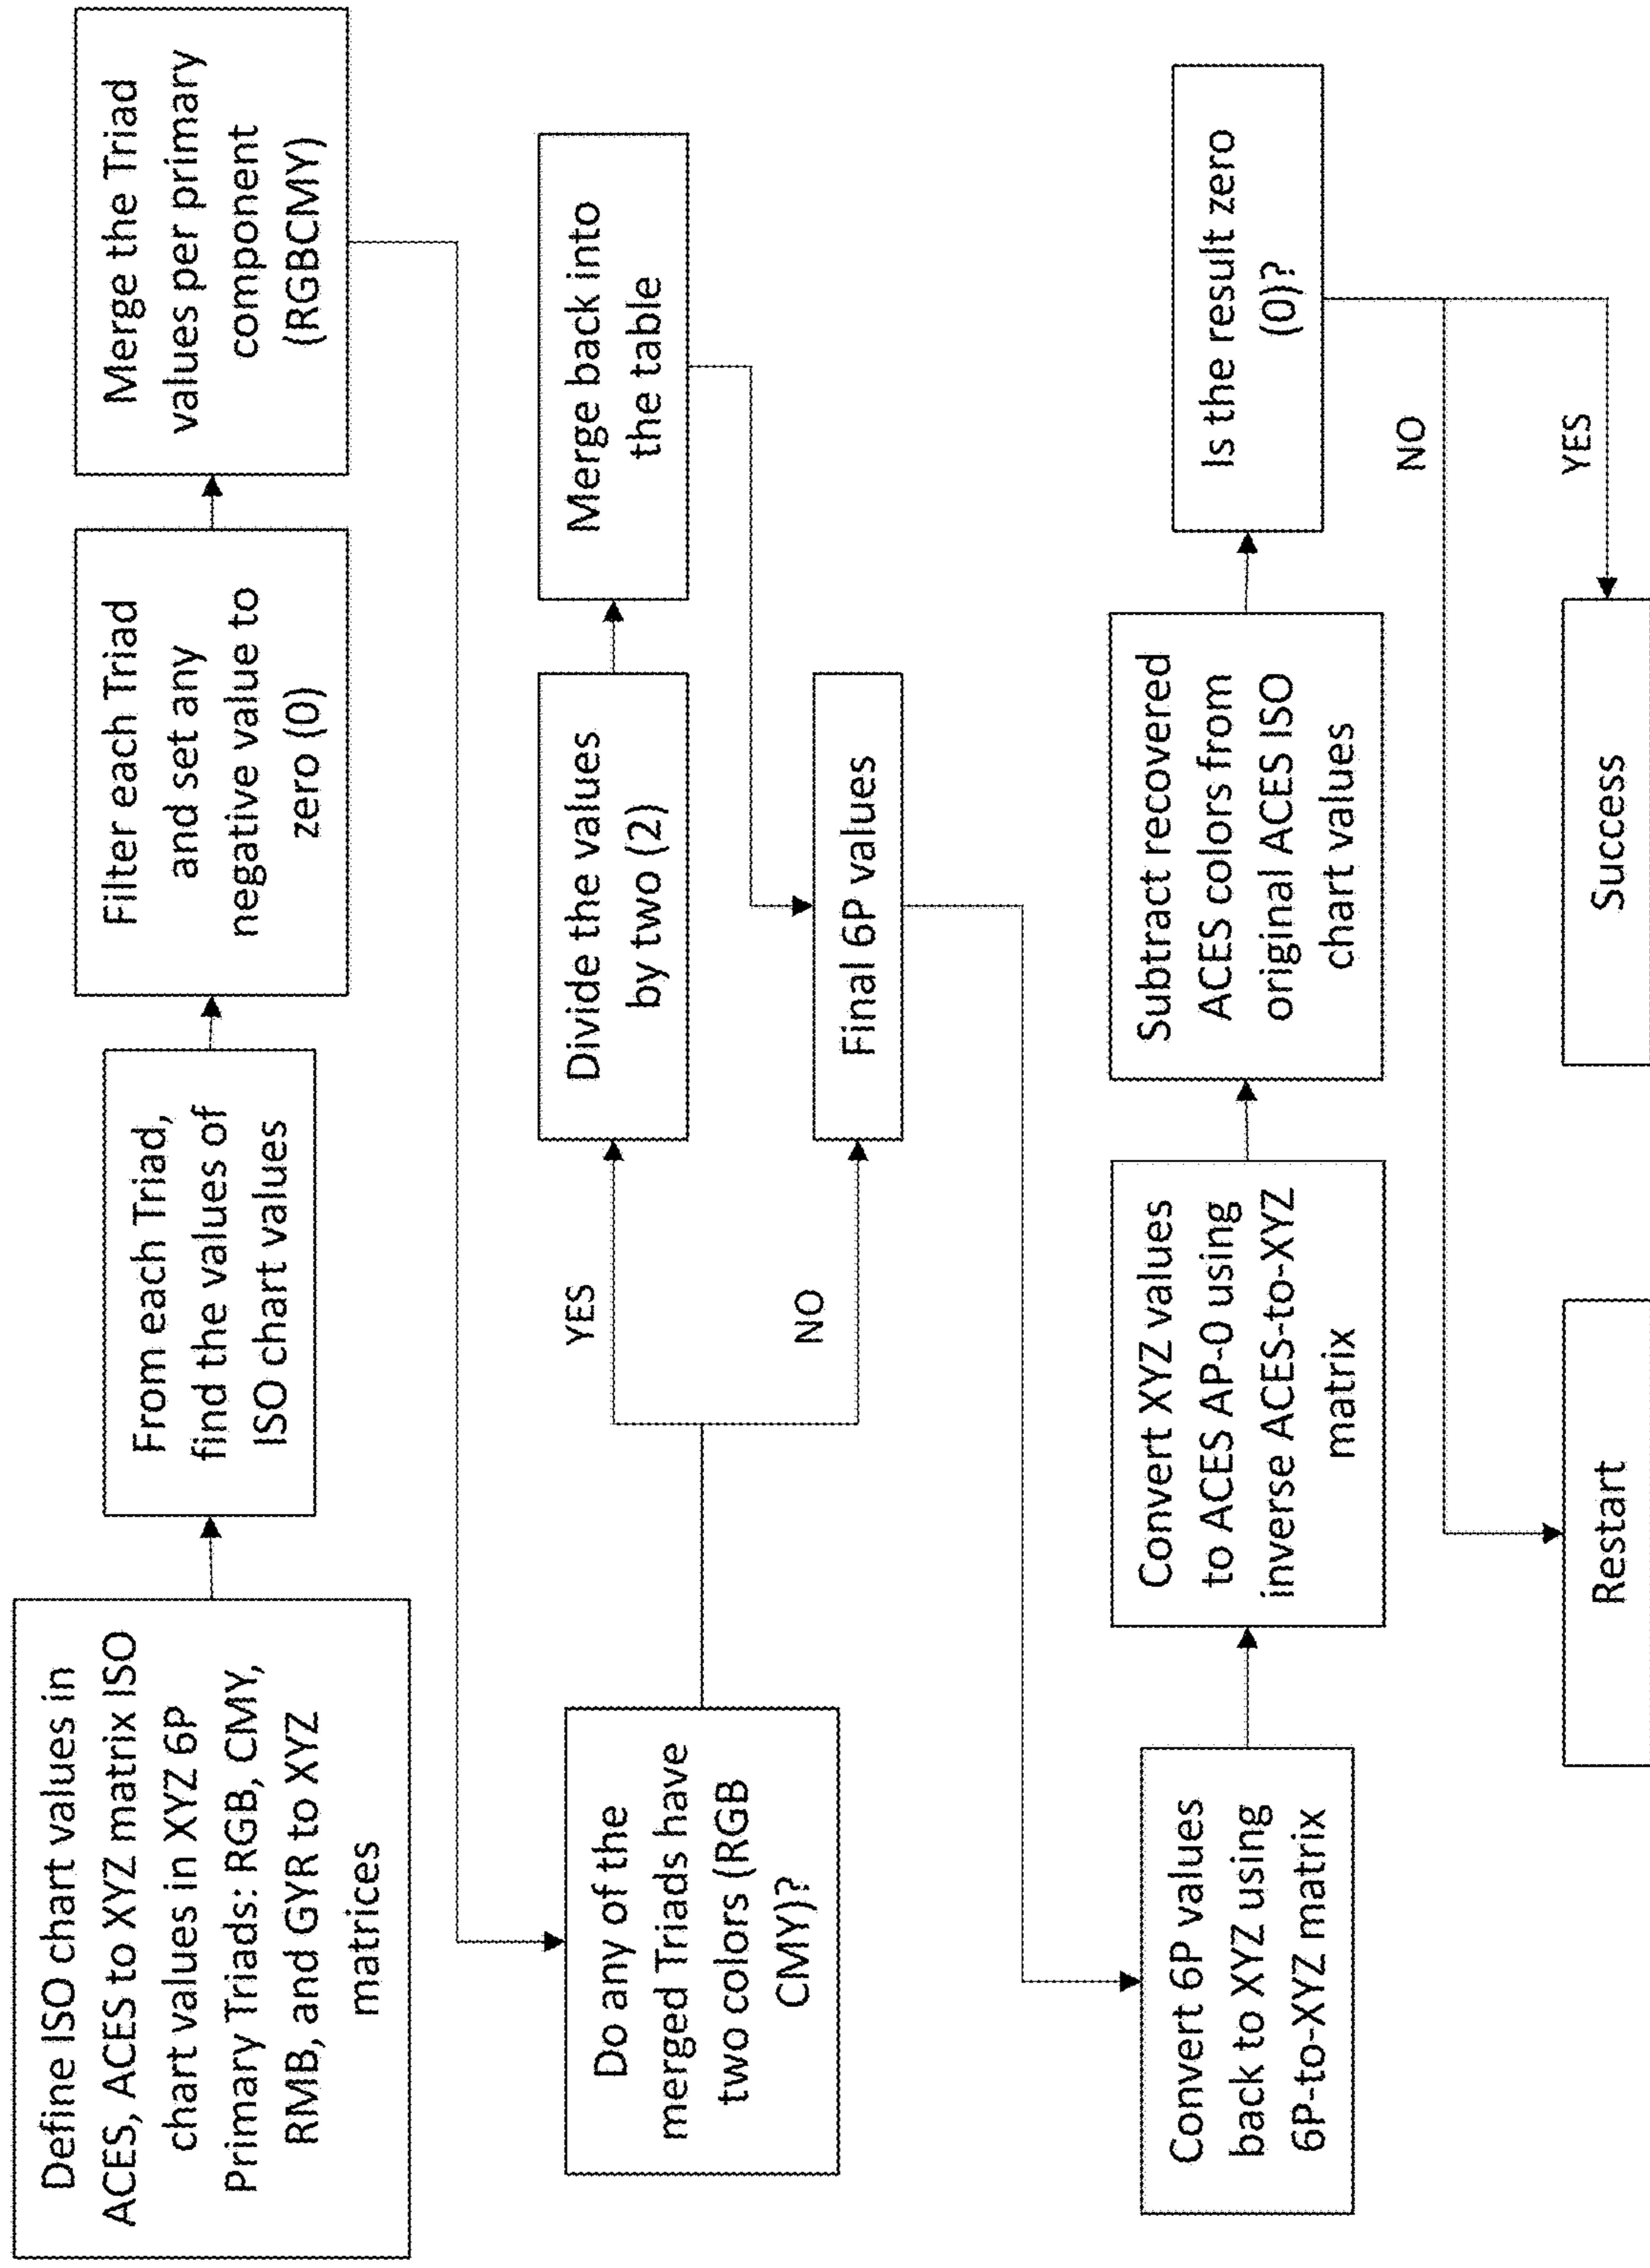 Define ISO chart values in
ACES, ACES to XYZ matrix ISO
chart values in XYZ 6P
Primary Triads: RGB, CMY,
RMB, and GYR to XYZ
matrices
From each Triad,
find the values of
ISO chart values
Filter each Triad
and set any
negative value to
zero (0)
Merge the Triad
values per primary
component
(RGBCMY)
Do any of the
merged Triads have
two colors (RGB
CMY)?
YES
NO
Divide the values
by two (2)
Merge back into
the table
Final 6P values
Convert 6P values
back to XYZ using
6P-to-XYZ matrix
Convert XYZ values
to ACES AP-0 using
inverse ACES-to-XYZ
matrix
Subtract recovered
ACES colors from
original ACES ISO
chart values
Is the result zero
(0)?
NO
YES
Restart
Success